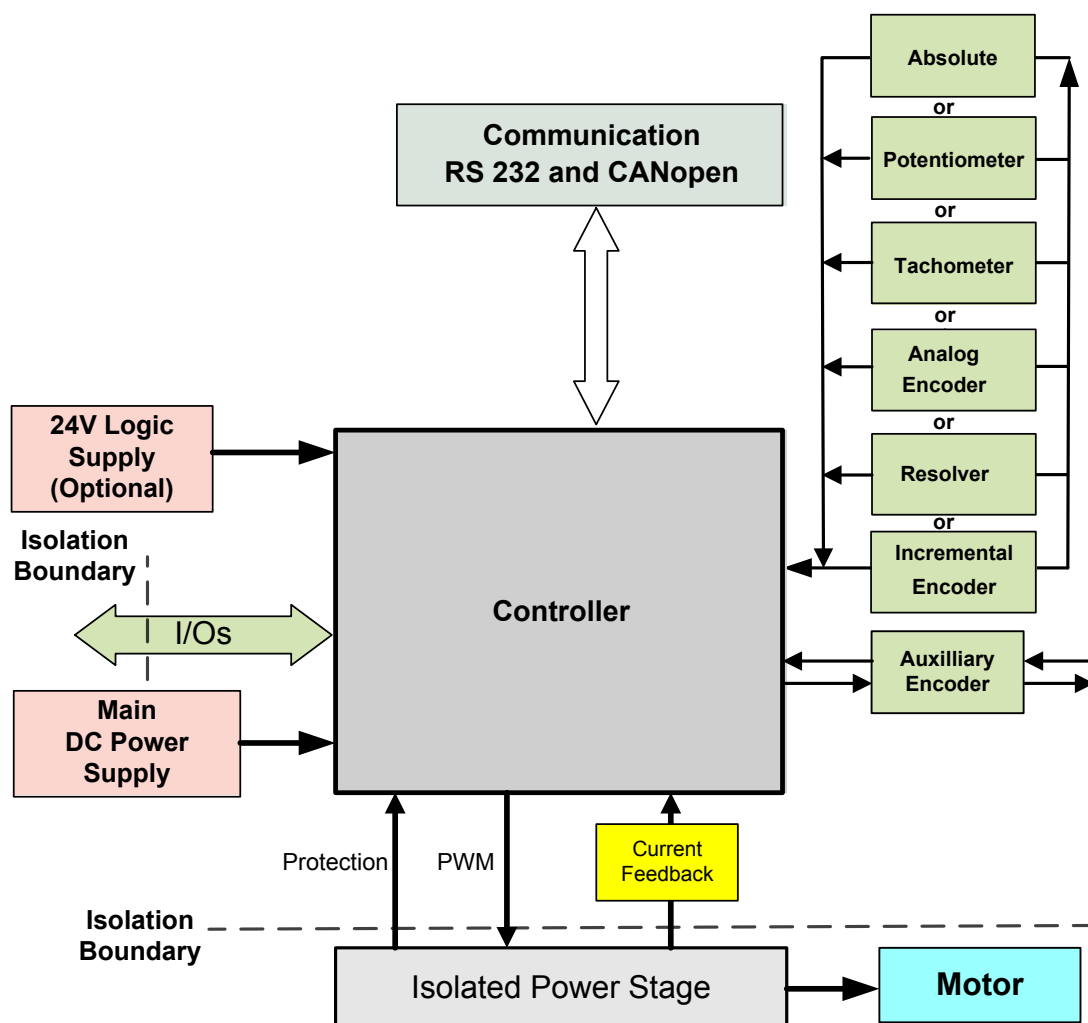 Absolute
or
Communication
RS 232 and CANopen
Potentiometer
or
Tachometer
or
Analog
Encoder
or
24V Logic
Supply
(Optional)
Resolver
or
Isolation
Boundary
Incremental
Encoder
Controller
I/Os
Auxilliary
Encoder
Main
DC Power
Supply
Protection
PWM
Current
Feedback
Isolation
Boundary
Isolated Power Stage
Motor